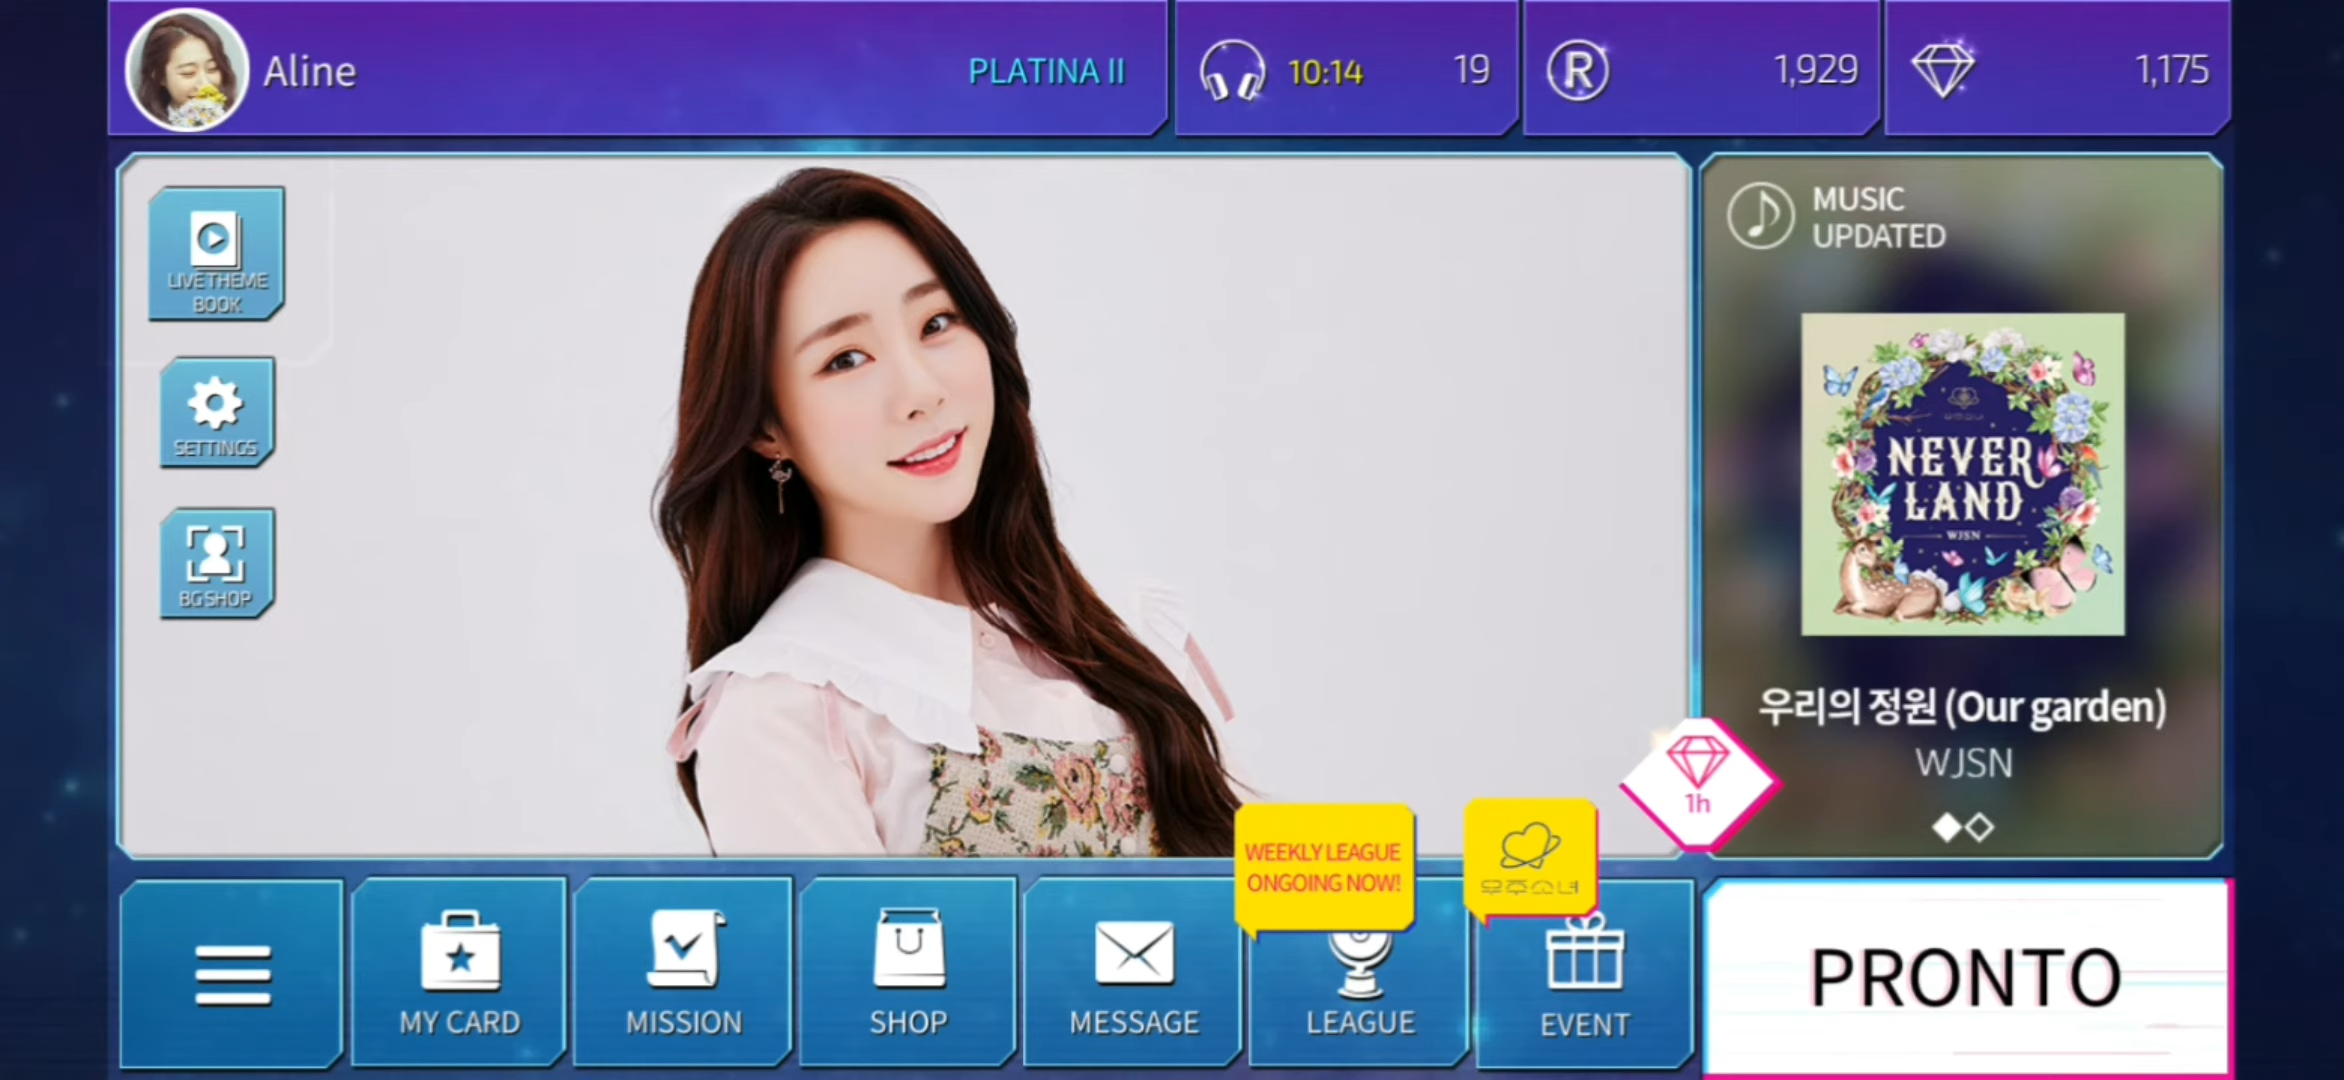 Aline
PLATINA II
10:14
19
R
1,929
1,175
LIVE THEME
BOOK
SETTINGS
BG SHOP
MUSIC
UPDATED
NEVER
LAND
WJSN
우리의 정원 (Our garden)
WJSN
1h
WEEKLY LEAGUE
ONGOING NOW!
우주소녀
MY CARD
MISSION
SHOP
MESSAGE
LEAGUE
EVENT
PRONTO